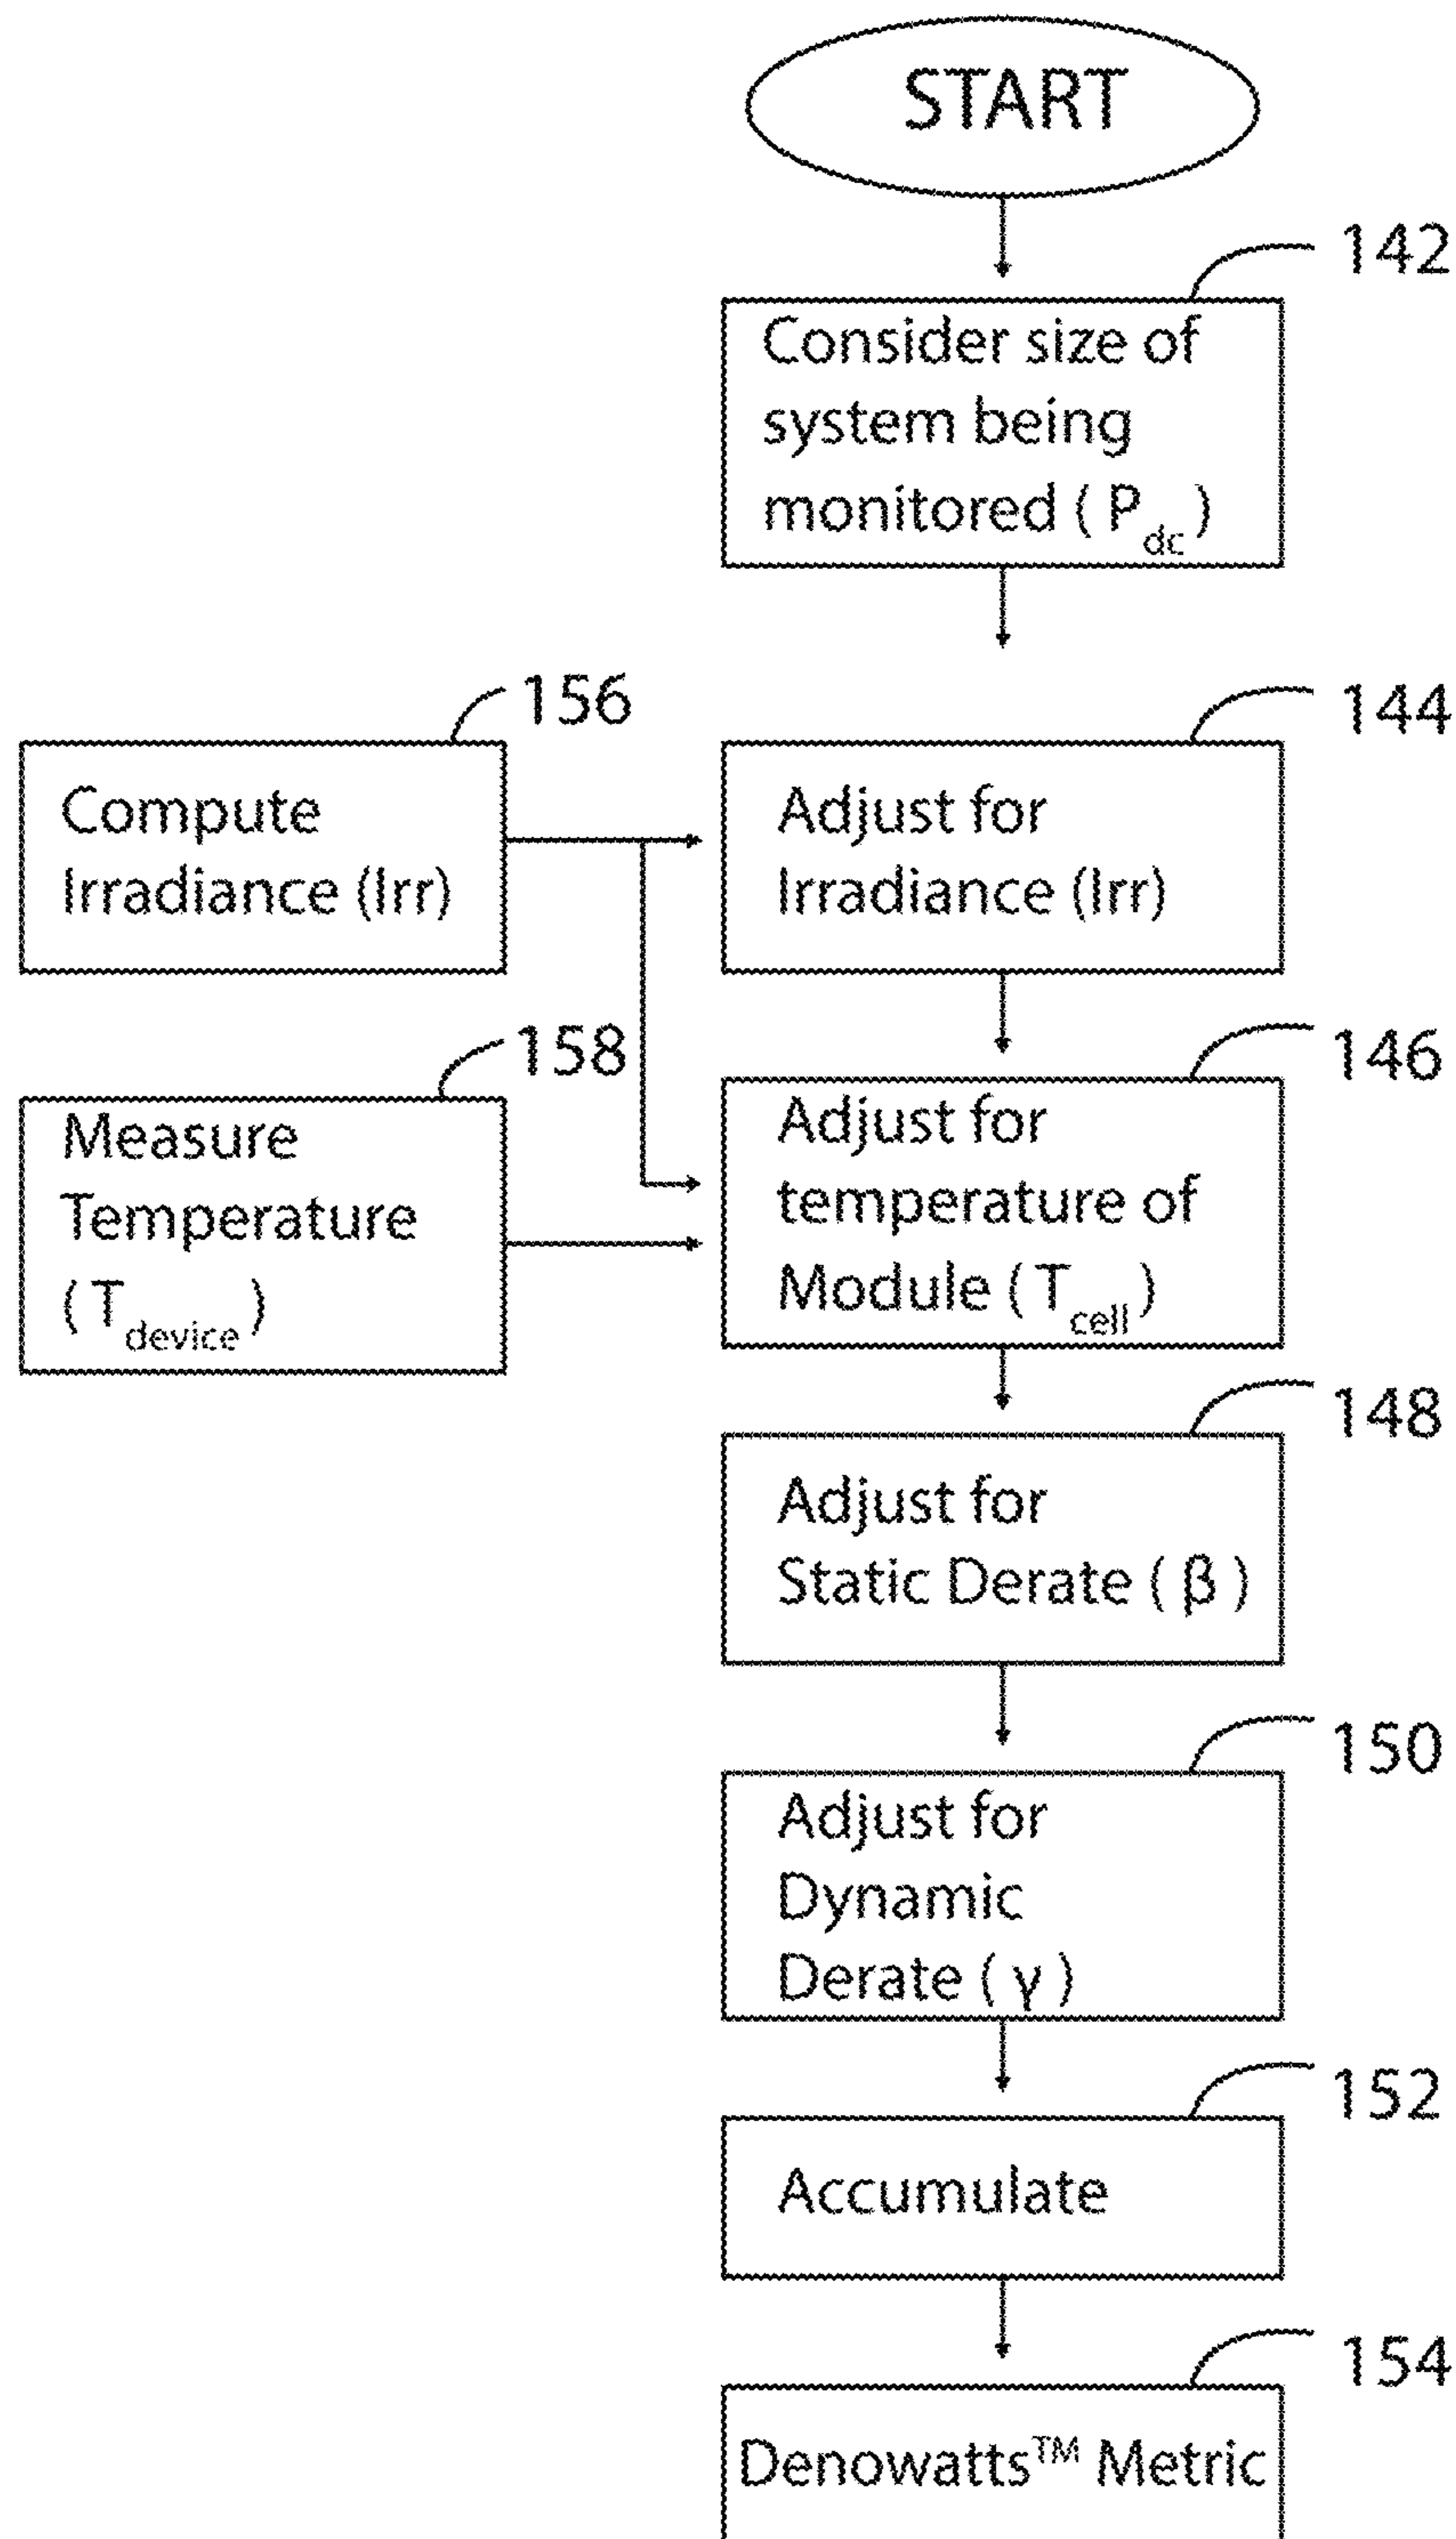 START
142
Consider size of
system being
monitored ( Pdc )
156
144
Compute
Irradiance (Irr)
Adjust for
Irradiance (Irr)
158
146
Measure
Temperature
( Tdevice )
Adjust for
temperature of
Module ( Tcell )
148
Adjust for
Static Derate ( β )
150
Adjust for
Dynamic
Derate ( γ )
152
Accumulate
154
Denowatts™ Metric